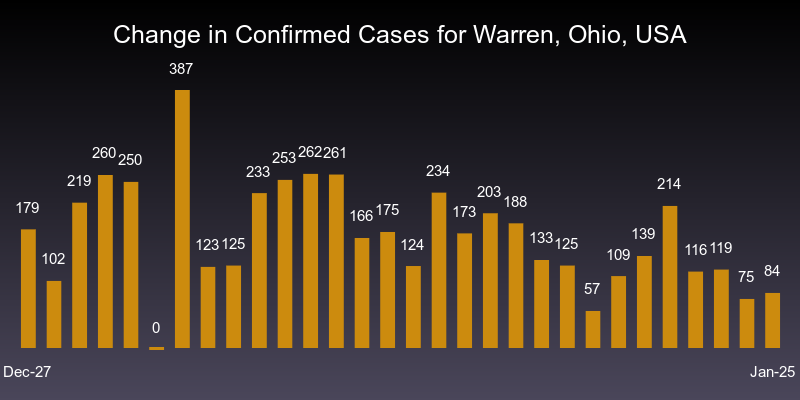 Change in Confirmed Cases for Warren, Ohio, USA
179 102 219 260 250 0 387 123 125 233 253 262 261 166 175 124 234 173 203 188 133 125 57 109 139 214 116 119 75 84
Dec-27 Jan-25